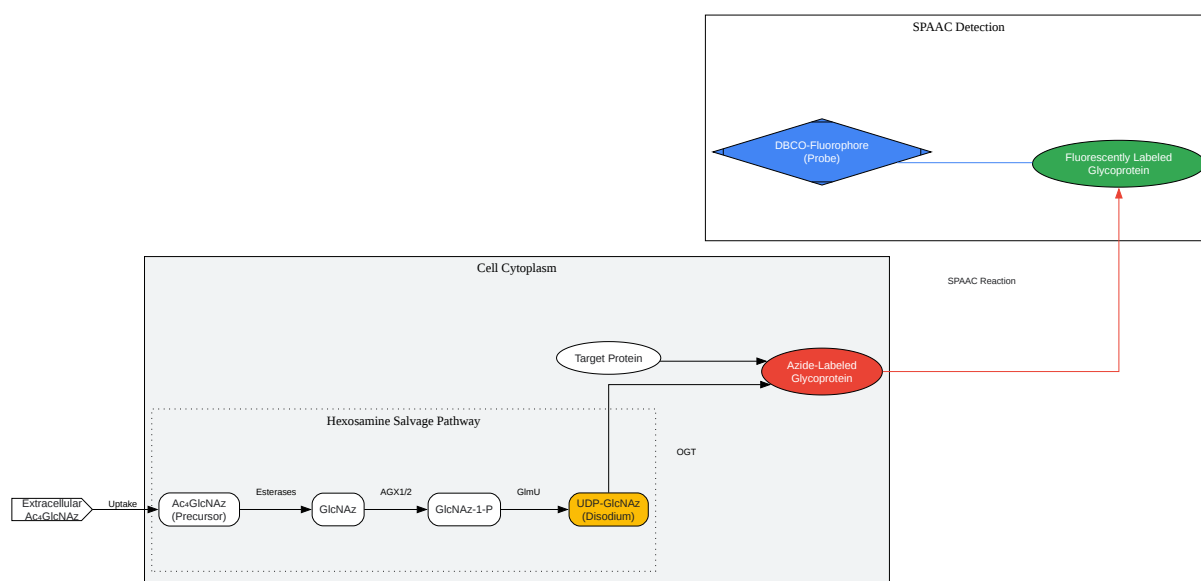 SPAAC Detection
DBCO-Fluorophore
(Probe)
Fluorescently Labeled
Glycoprotein
Cell Cytoplasm
SPAAC Reaction
Target Protein
Azide-Labeled
Glycoprotein
Hexosamine Salvage Pathway
OGT
Extracellular
Ac₄GlcNAz
Uptake
Ac₄GlcNAz
(Precursor)
Esterases
GlcNAz
AGX1/2
GlcNAz-1-P
GlmU
UDP-GlcNAz
(Disodium)